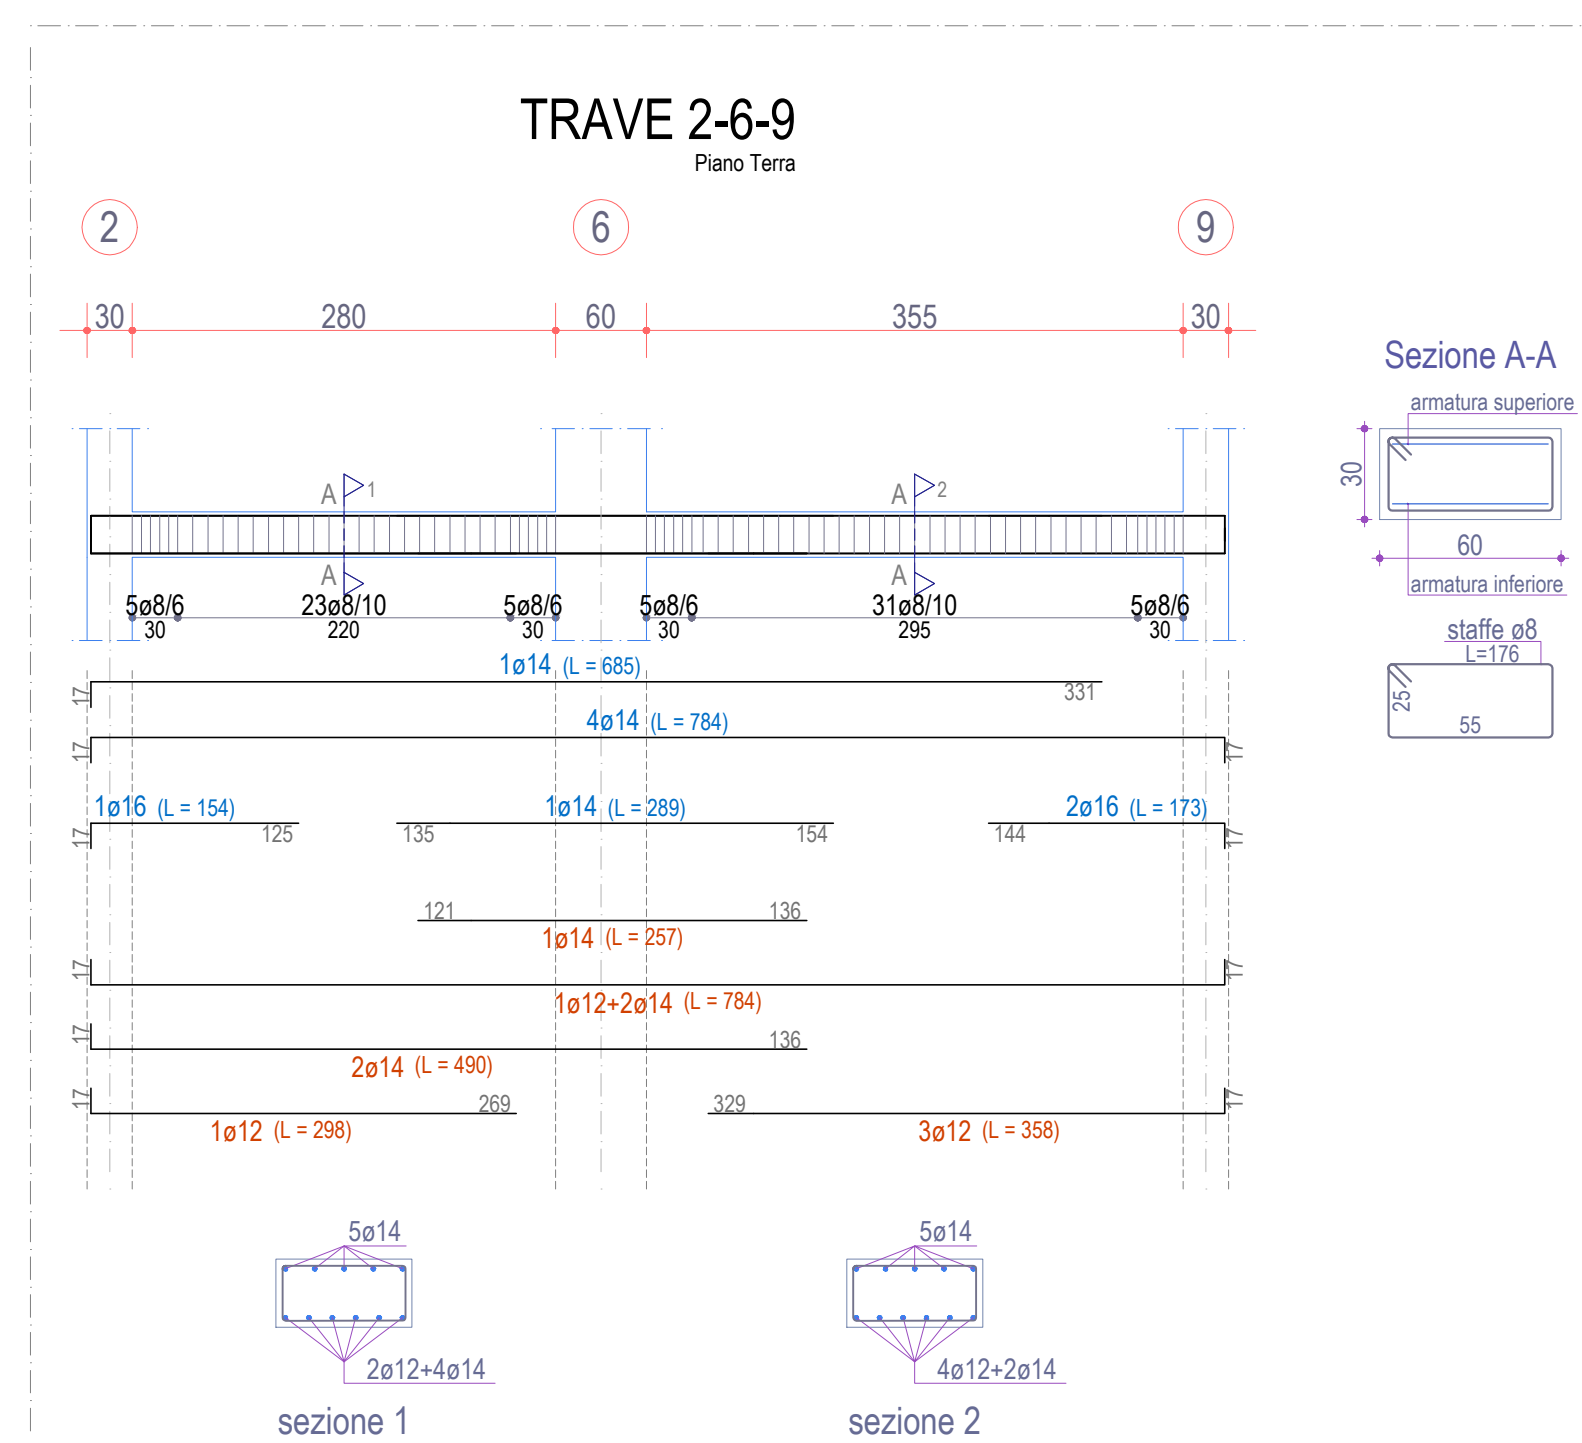 TRAVE 2-6-9
Piano Terra
2 6 9
30 280 60 355 30
Sezione A-A
armatura superiore
30
60
armatura inferiore
staffe ø8
L=176
25
55
A 1 A 2
A A
5ø8/6 23ø8/10 5ø8/6 5ø8/6 31ø8/10 5ø8/6
30 220 30 30 295 30
1ø14 (L = 685)
17 331
4ø14 (L = 784)
17 17
1ø16 (L = 154) 1ø14 (L = 289) 2ø16 (L = 173)
17 125 135 154 144 17
121 136
1ø14 (L = 257)
17 17
1ø12+2ø14 (L = 784)
17 136
2ø14 (L = 490)
17 269 329 17
1ø12 (L = 298) 3ø12 (L = 358)
5ø14 5ø14
2ø12+4ø14 4ø12+2ø14
sezione 1 sezione 2